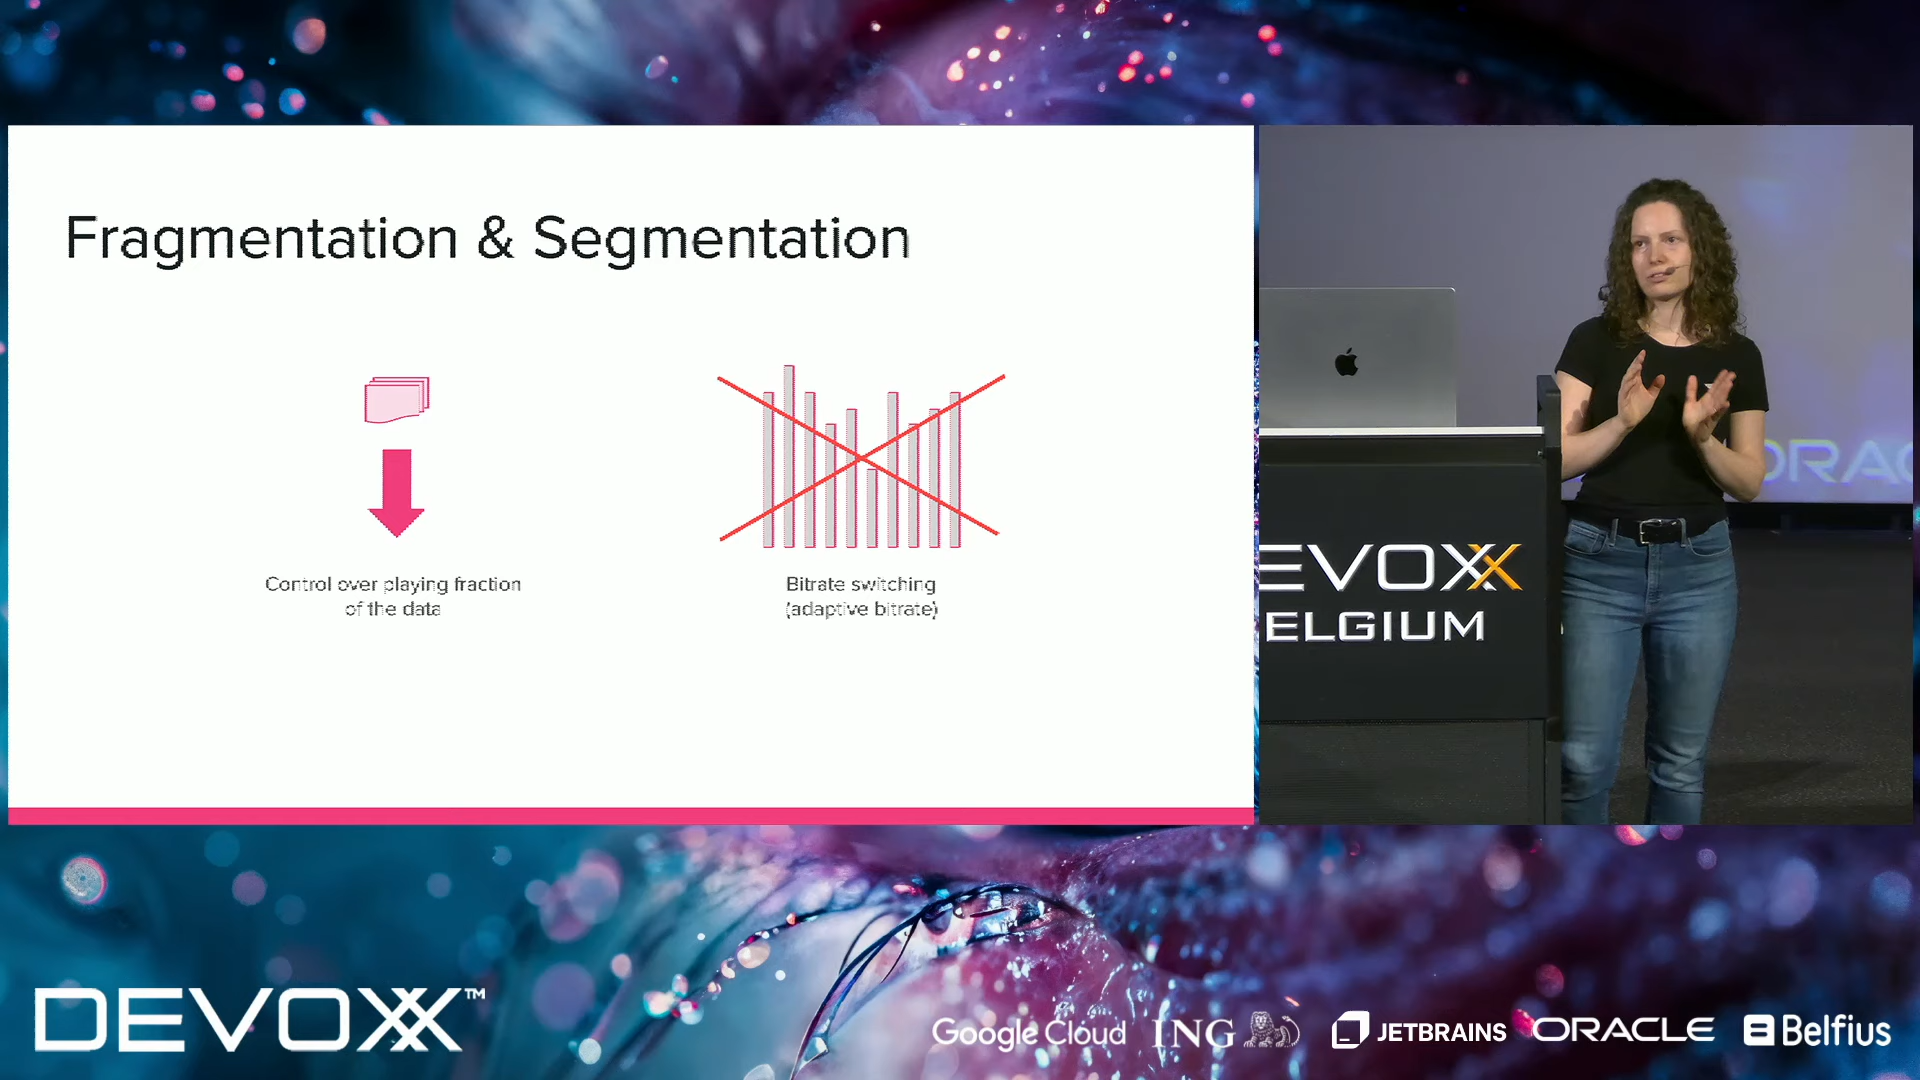 Fragmentation & Segmentation
Control over playing fraction
of the data
Bitrate switching
(adaptive bitrate)
ORAC
EVOXX
ELGIUM
DEVOXX™
Google Cloud
ING
JETBRAINS
ORACLE
Belfius